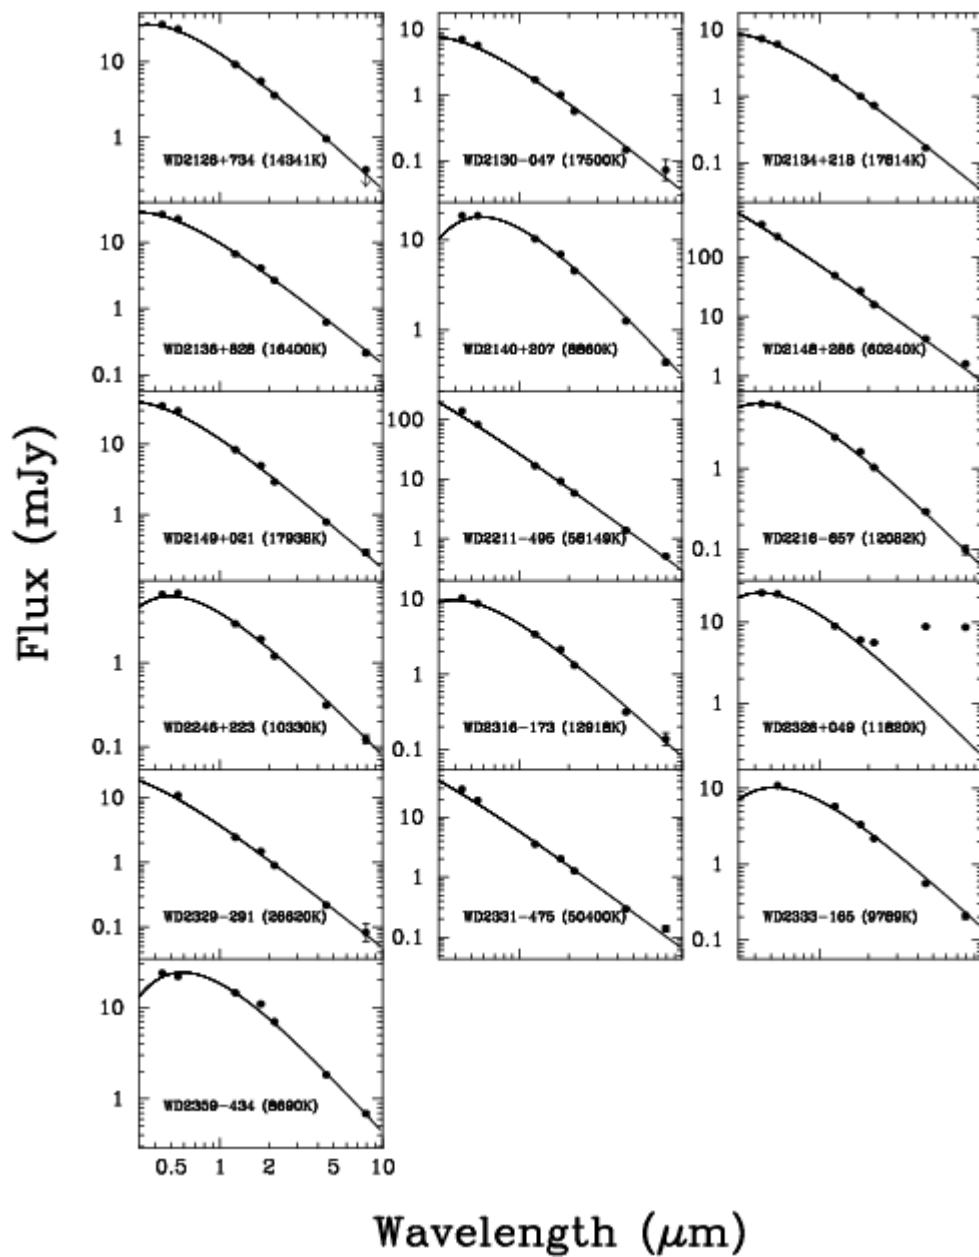 10
1
WD2126+734 (14341K)
10
1
0.1
WD2130-047 (17500K)
10
1
0.1
WD2134+218 (17814K)
10
1
0.1
WD2136+828 (16400K)
10
1
WD2140+207 (8860K)
100
10
1
WD2148+286 (60240K)
10
1
WD2149+021 (17938K)
100
10
1
WD2211-495 (56149K)
1
0.1
WD2216-657 (12082K)
1
0.1
WD2246+223 (10330K)
10
1
0.1
WD2316-173 (12918K)
10
1
WD2326+049 (11820K)
10
1
0.1
WD2329-291 (26620K)
10
1
0.1
WD2331-475 (50400K)
10
1
0.1
WD2333-165 (9789K)
10
1
WD2359-434 (8690K)
0.5 1 2 5 10
Flux (mJy)
Wavelength (μm)